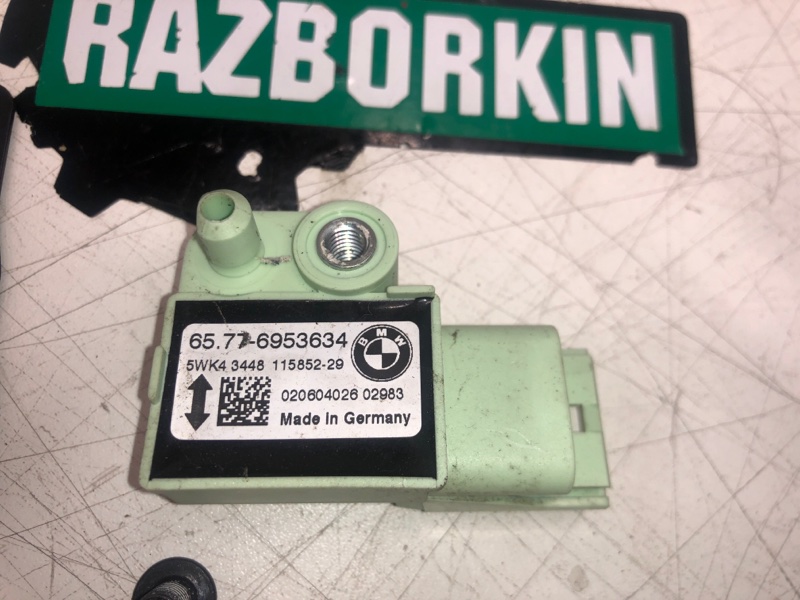 RAZBORKIN
65.77-6953634
BMW
5WK4 3448 115852-29
020604026 02983
Made in Germany